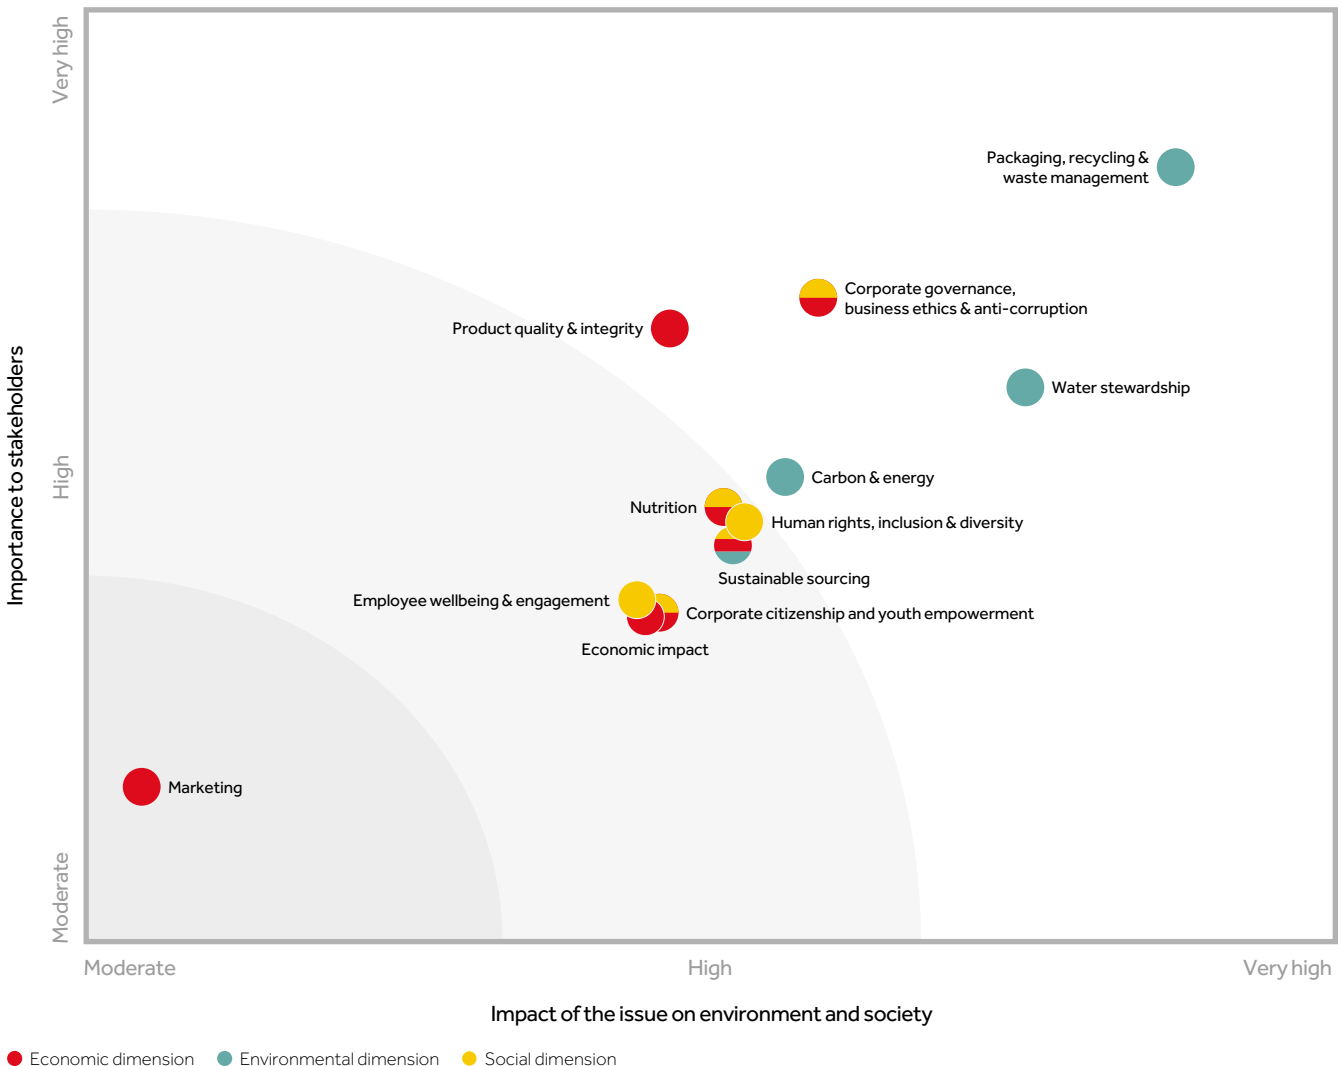 Very high
Packaging, recycling &
waste management
Corporate governance,
business ethics & anti-corruption
Product quality & integrity
Water stewardship
Importance to stakeholders
High
Carbon & energy
Nutrition
Human rights, inclusion & diversity
Sustainable sourcing
Employee wellbeing & engagement
Corporate citizenship and youth empowerment
Economic impact
Marketing
Moderate
Moderate
High
Very high
Impact of the issue on environment and society
Economic dimension
Environmental dimension
Social dimension